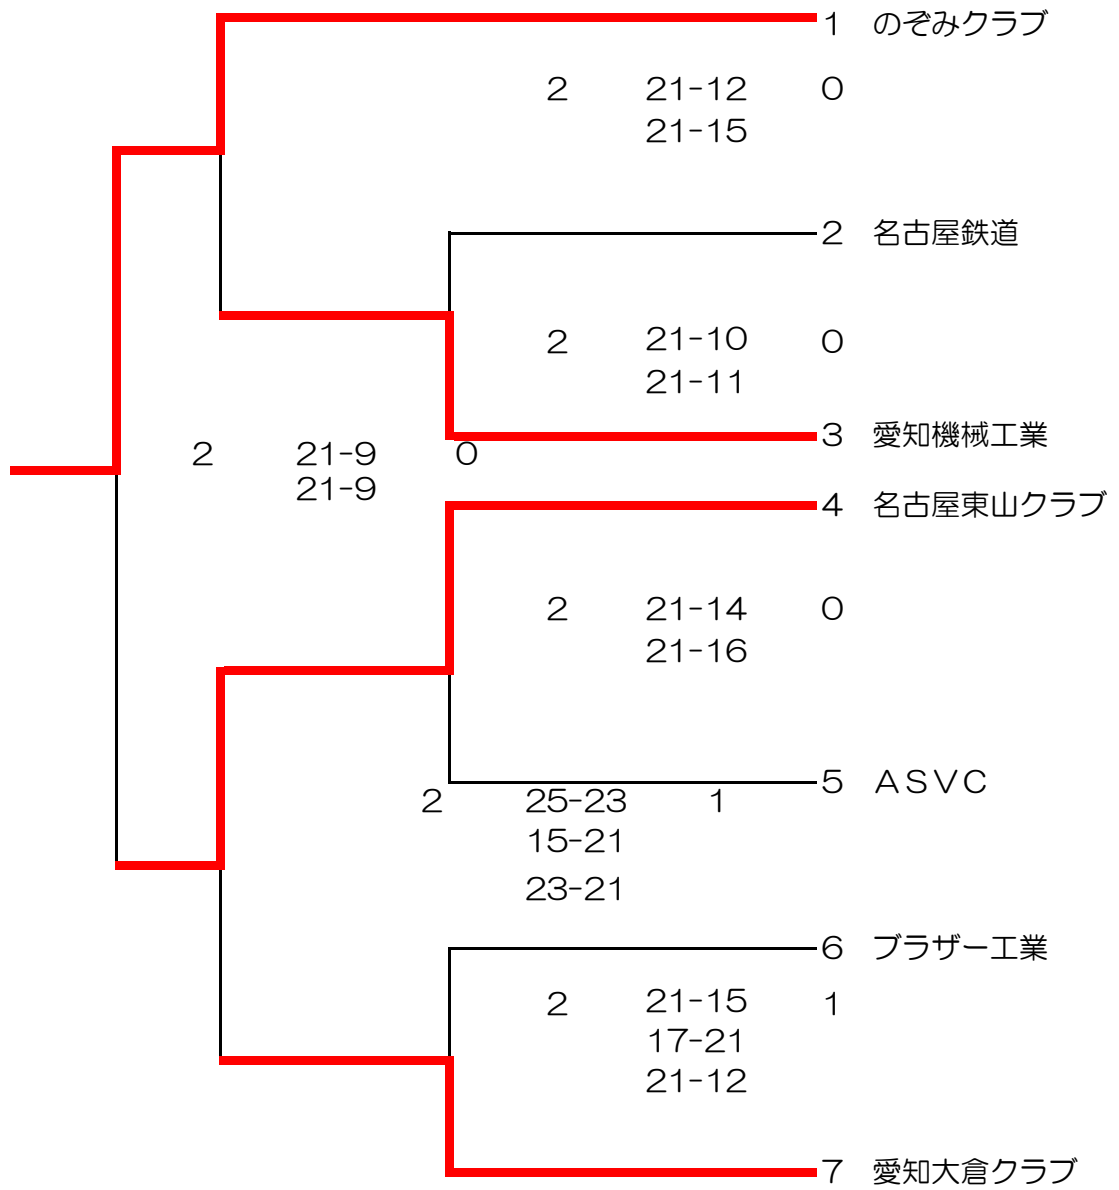 1 のぞみクラブ
2 21-12 0
21-15
2 名古屋鉄道
2 21-10 0
21-11
3 愛知機械工業
2 21-9 0
21-9
4 名古屋東山クラブ
2 21-14 0
21-16
5 ASVC
2 25-23 1
15-21
23-21
6 ブラザー工業
2 21-15 1
17-21
21-12
7 愛知大倉クラブ